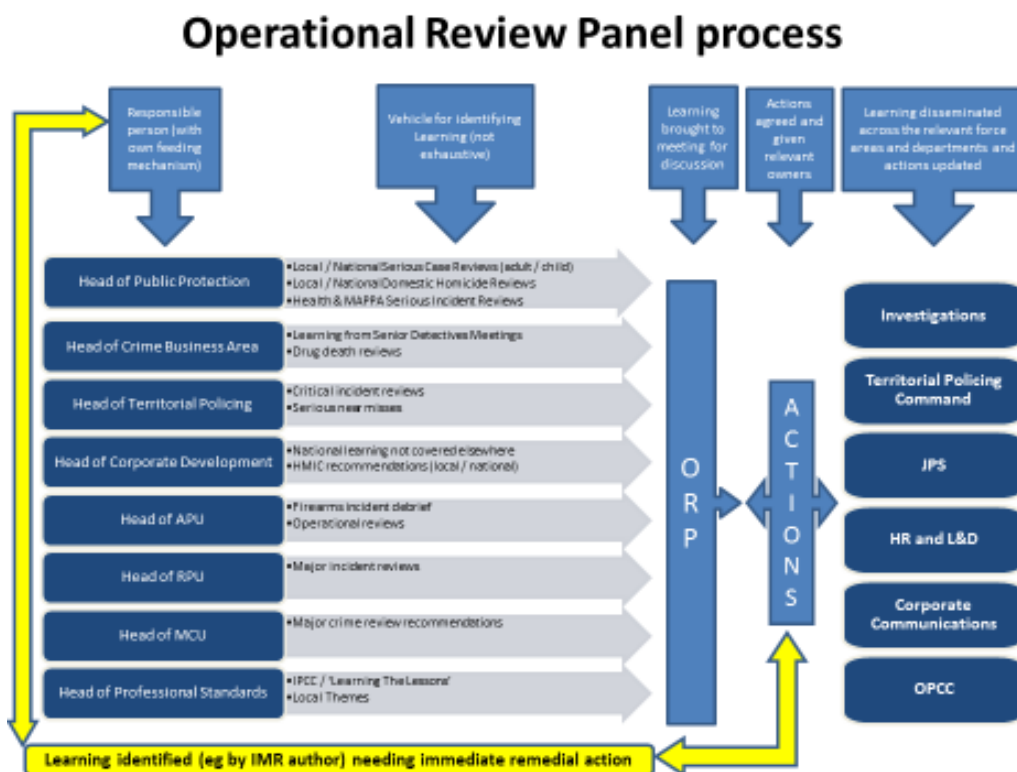 Operational Review Panel process
Responsible
person (with
own feeding
mechanism)
Vehicle for identifying
Learning (not
exhaustive)
Learning
brought to
meeting for
discussion
Actions
agreed and
given
relevant
owners
Learning disseminated
across the relevant force
areas and departments and
actions updated
Head of Public Protection
•Local / National Serious Case Reviews (adult / child)
•Local / National Domestic Homicide Reviews
•Health & MAPPA Serious Incident Reviews
Head of Crime Business Area
•Learning from Senior Detectives Meetings
•Drug death reviews
Head of Territorial Policing
•Critical incident reviews
•Serious near misses
Head of Corporate Development
•National learning not covered elsewhere
•HMIC recommendations (local / national)
Head of APU
•Firearms incident debrief
•Operational reviews
Head of RPU
•Major incident reviews
Head of MCU
•Major crime review recommendations
Head of Professional Standards
•IPCC / 'Learning The Lessons'
•Local Themes
ORP
ACTIONS
Investigations
Territorial Policing
Command
JPS
HR and L&D
Corporate
Communications
OPCC
Learning identified (eg by IMR author) needing immediate remedial action